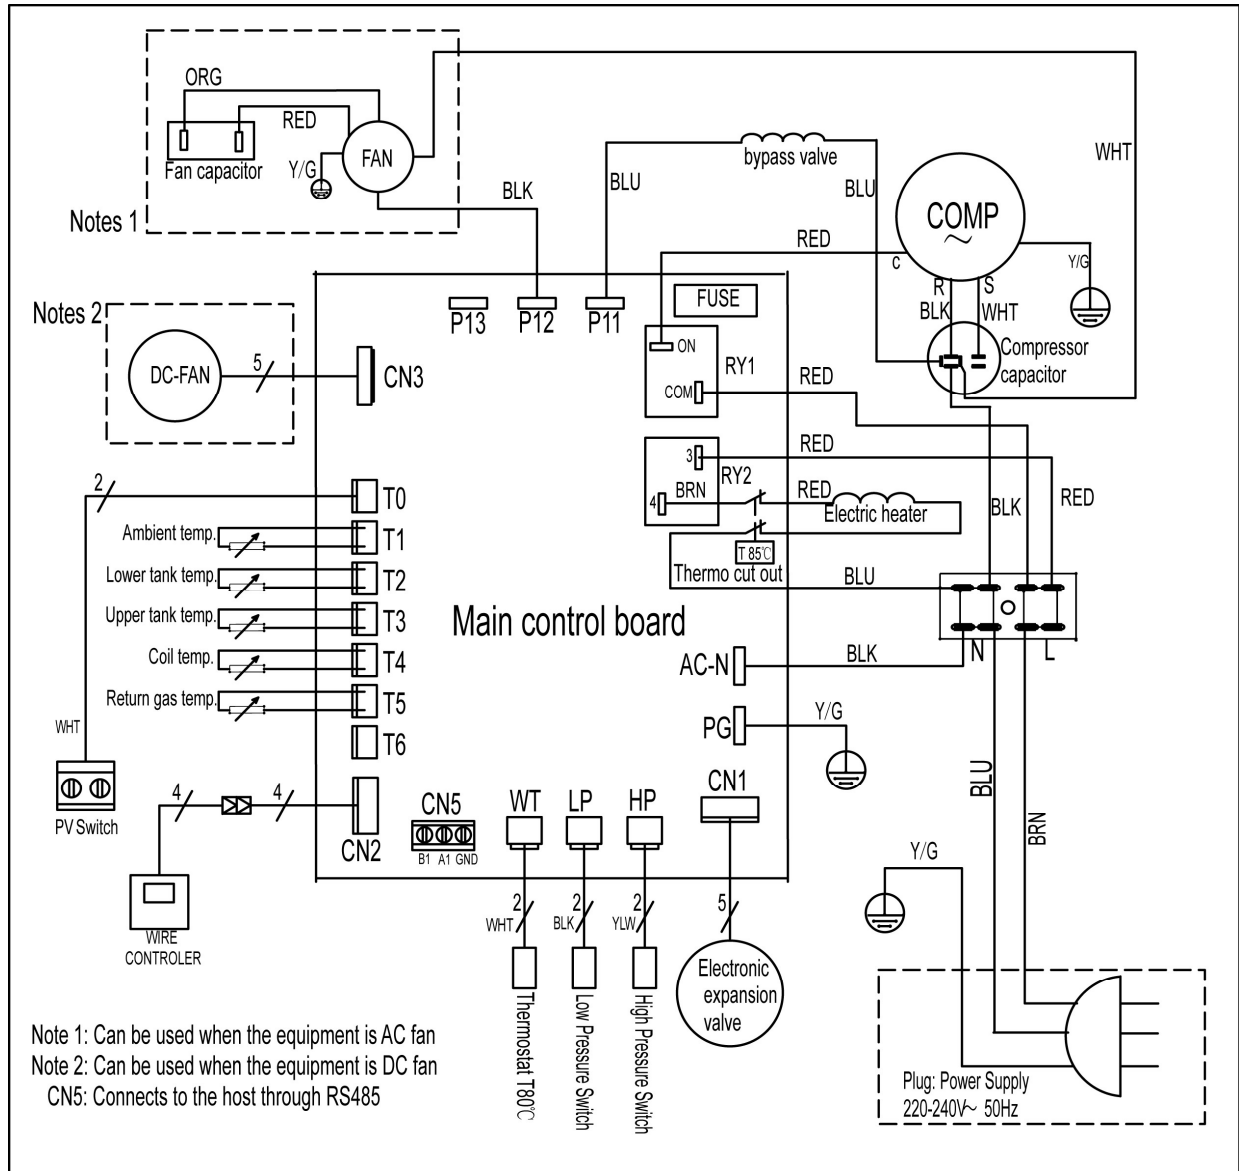 ORG
RED
FAN
Fan capacitor
Y/G
BLK
Notes 1
BLU
bypass valve
BLU
WHT
COMP
~
RED
C
Y/G
R
S
BLK
WHT
Compressor
capacitor
Notes 2
DC-FAN
5
CN3
P13
P12
P11
FUSE
ON
RY1
COM
RED
3
RED
RY2
4
BRN
RED
Electric heater
BLK
RED
T 85℃
Thermo cut out
BLU
2
T0
Ambient temp.
T1
Lower tank temp.
T2
Upper tank temp.
T3
Coil temp.
T4
Return gas temp.
T5
T6
Main control board
AC-N
BLK
N
L
PG
Y/G
WHT
PV Switch
4
4
CN2
WIRE
CONTROLER
CN5
B1 A1 GND
WT
LP
HP
CN1
BLU
BRN
Y/G
2
WHT
2
BLK
2
YLW
5
Thermostat T80℃
Low Pressure Switch
High Pressure Switch
Electronic
expansion
valve
Plug: Power Supply
220-240V~ 50Hz
Note 1: Can be used when the equipment is AC fan
Note 2: Can be used when the equipment is DC fan
CN5: Connects to the host through RS485